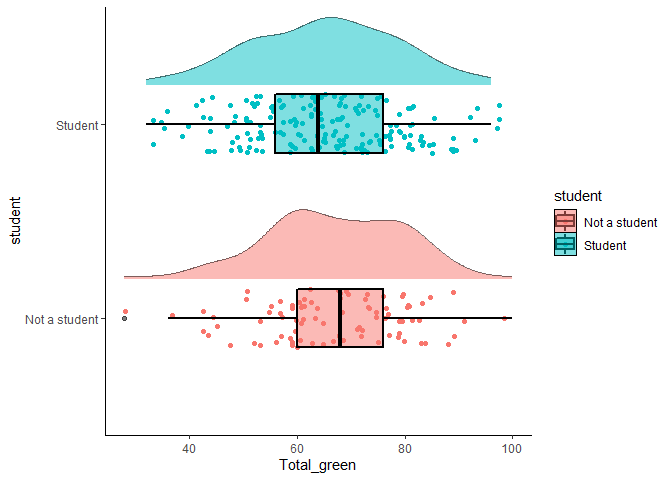 student
Student
Not a student
40
60
80
100
Total_green
student
Not a student
Student